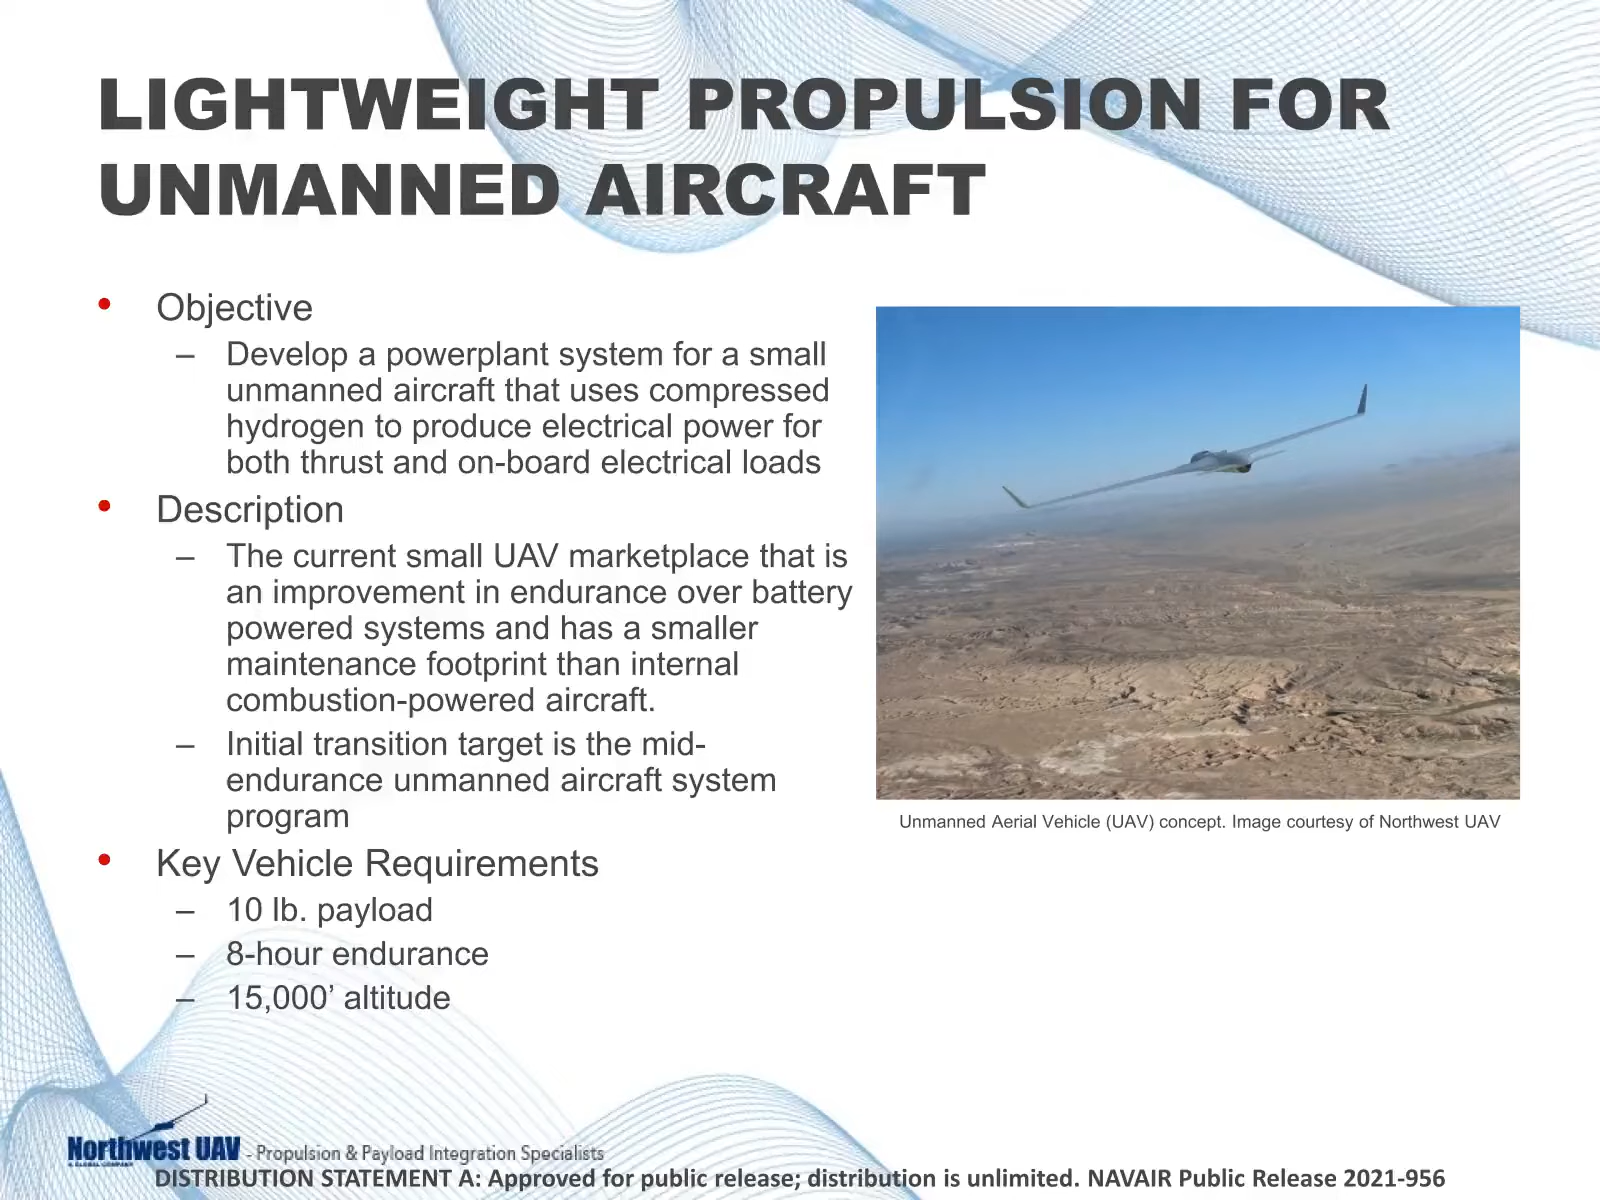 LIGHTWEIGHT PROPULSION FOR
UNMANNED AIRCRAFT
• Objective
– Develop a powerplant system for a small
unmanned aircraft that uses compressed
hydrogen to produce electrical power for
both thrust and on-board electrical loads
• Description
– The current small UAV marketplace that is
an improvement in endurance over battery
powered systems and has a smaller
maintenance footprint than internal
combustion-powered aircraft.
– Initial transition target is the mid-
endurance unmanned aircraft system
program
• Key Vehicle Requirements
– 10 lb. payload
– 8-hour endurance
– 15,000’ altitude
Unmanned Aerial Vehicle (UAV) concept. Image courtesy of Northwest UAV
Northwest UAV - Propulsion & Payload Integration Specialists
A GLOBAL COMPANY
DISTRIBUTION STATEMENT A: Approved for public release; distribution is unlimited. NAVAIR Public Release 2021-956